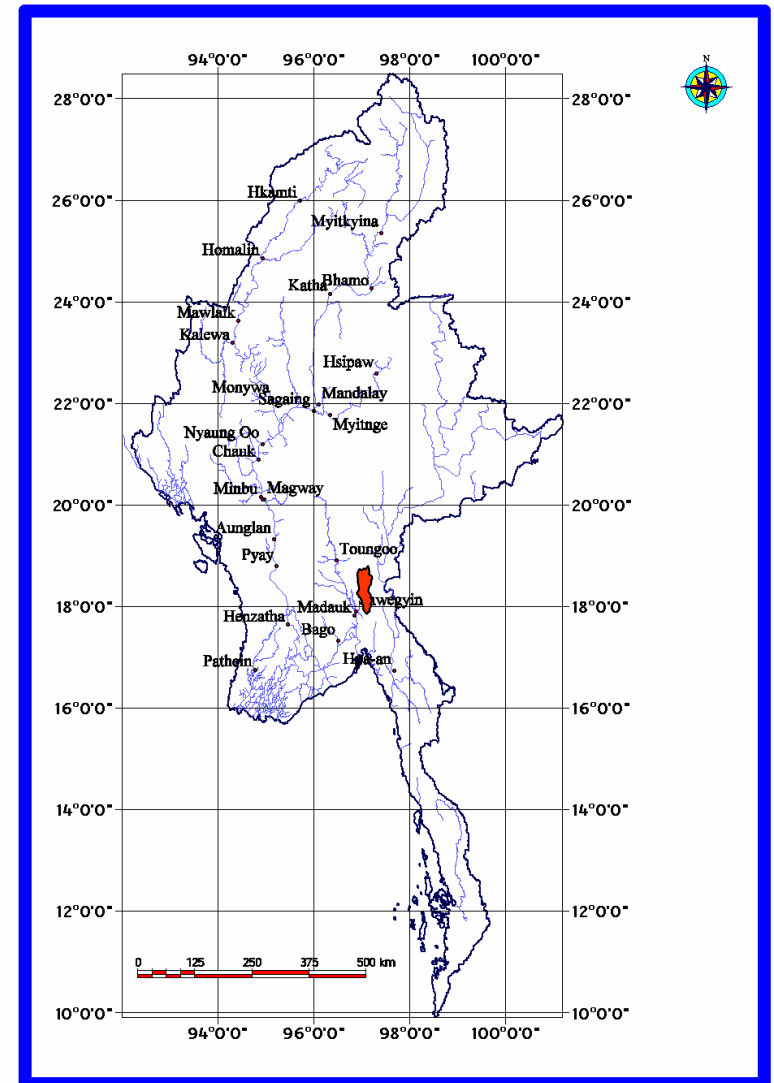 N
94°0'0" 96°0'0" 98°0'0" 100°0'0"
28°0'0" 28°0'0"
26°0'0" 26°0'0"
Hkamti
Myitkyina
Homalin
Katha Bhamo
24°0'0" 24°0'0"
Mawlaik
Kalewa
Hsipaw
Monywa
Sagaing Mandalay
22°0'0" 22°0'0"
Myitnge
Nyaung Oo
Chauk
Minbu Magway
20°0'0" 20°0'0"
Aunglan
Toungoo
Pyay
18°0'0" 18°0'0"
Madauk
Henzatha
Bago
Pathein
Hpa-an
16°0'0" 16°0'0"
14°0'0" 14°0'0"
12°0'0" 12°0'0"
0 125 250 375 500 km
10°0'0" 10°0'0"
94°0'0" 96°0'0" 98°0'0" 100°0'0"